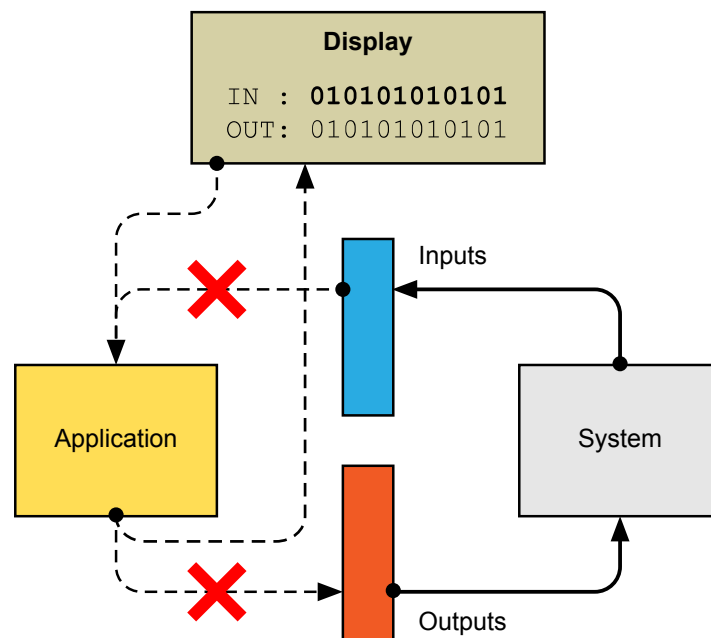 Display
IN : 010101010101
OUT: 010101010101
Inputs
Application
System
Outputs